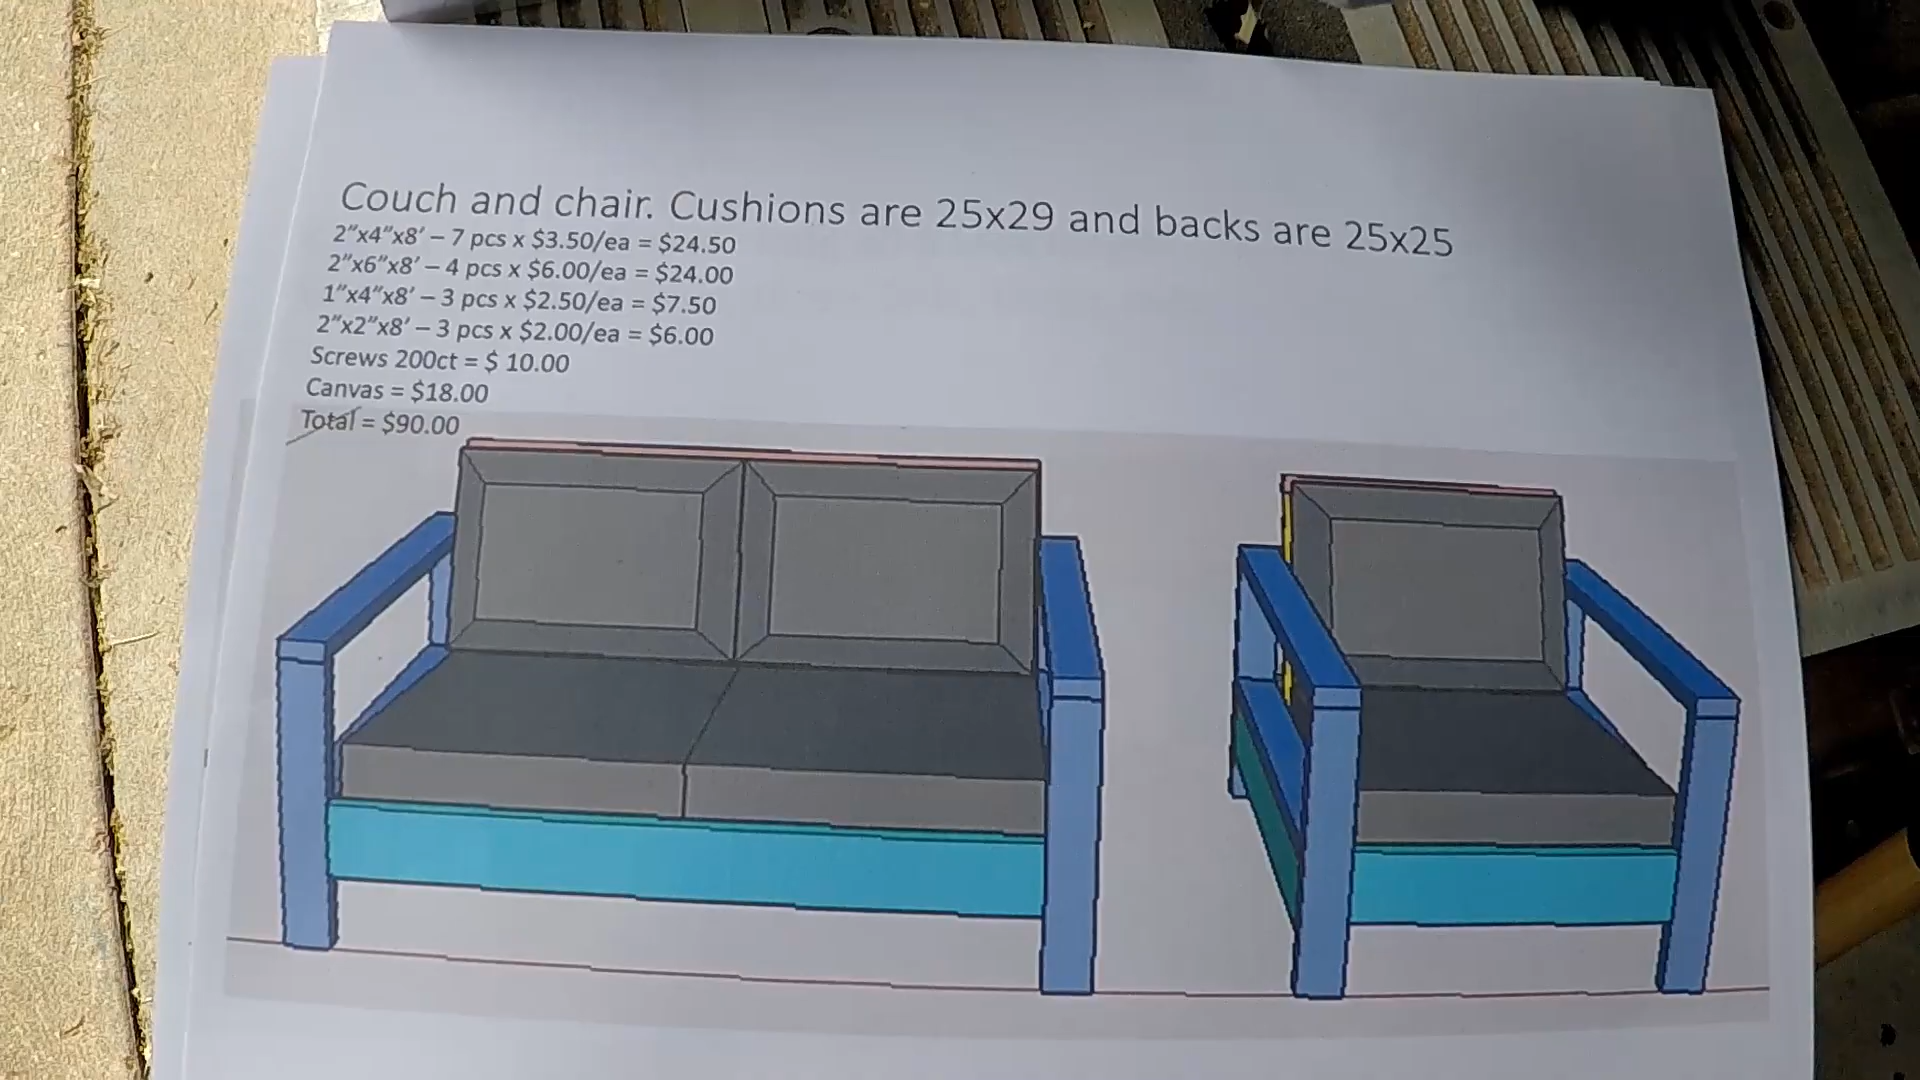 Couch and chair. Cushions are 25x29 and backs are 25x25
2"x4"x8' – 7 pcs x $3.50/ea = $24.50
2"x6"x8' – 4 pcs x $6.00/ea = $24.00
1"x4"x8' – 3 pcs x $2.50/ea = $7.50
2"x2"x8' – 3 pcs x $2.00/ea = $6.00
Screws 200ct = $ 10.00
Canvas = $18.00
Total = $90.00